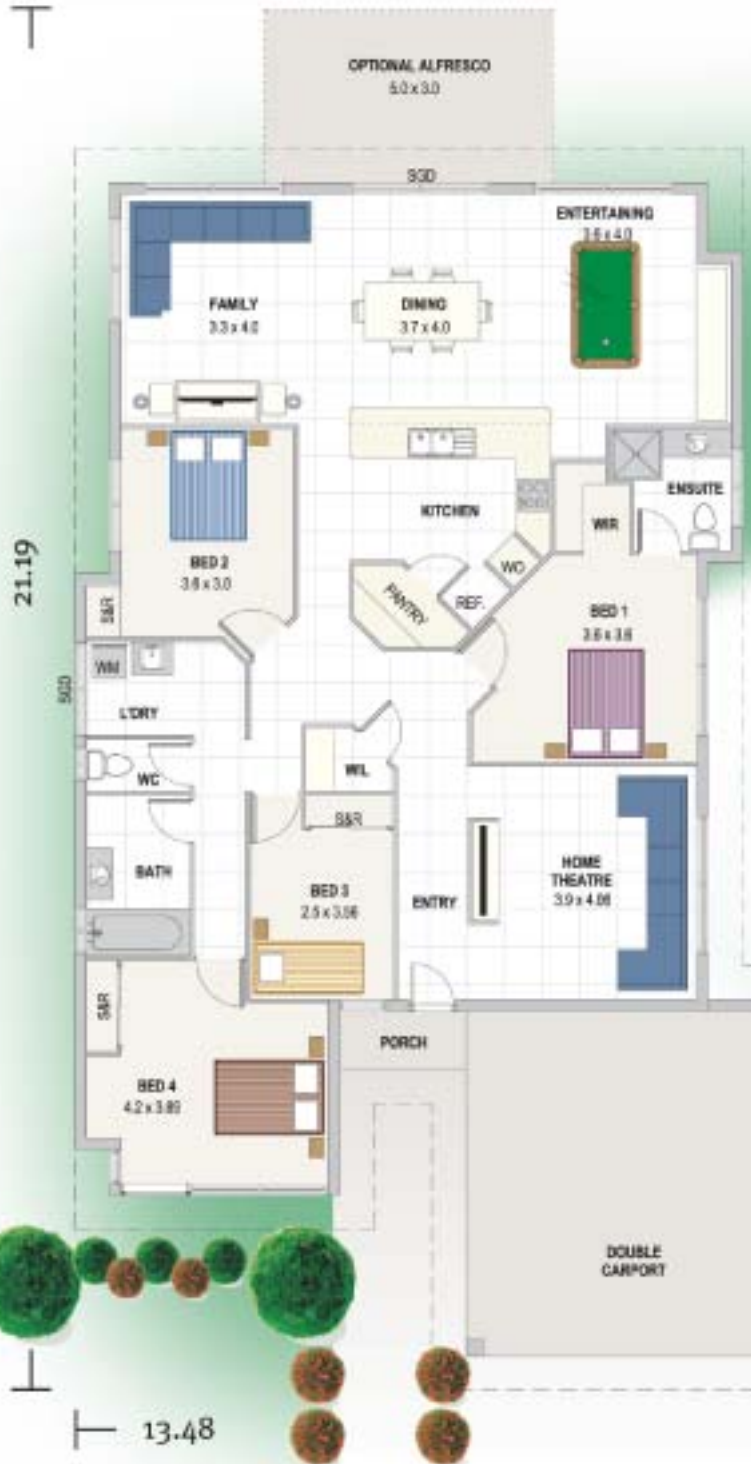 OPTIONAL ALFRESCO
5.0 x 3.0
SGD
ENTERTAINING
3.6 x 4.0
FAMILY
3.3 x 4.0
DINING
3.7 x 4.0
KITCHEN
ENSUITE
WIR
WO
PANTRY
REF.
BED 2
3.6 x 3.0
S&R
BED 1
3.6 x 3.6
21.19
SGD
WM
L'DRY
WC
WIL
S&R
BATH
BED 3
2.5 x 3.56
ENTRY
HOME
THEATRE
3.9 x 4.06
S&R
PORCH
BED 4
4.2 x 3.89
DOUBLE
CARPORT
13.48